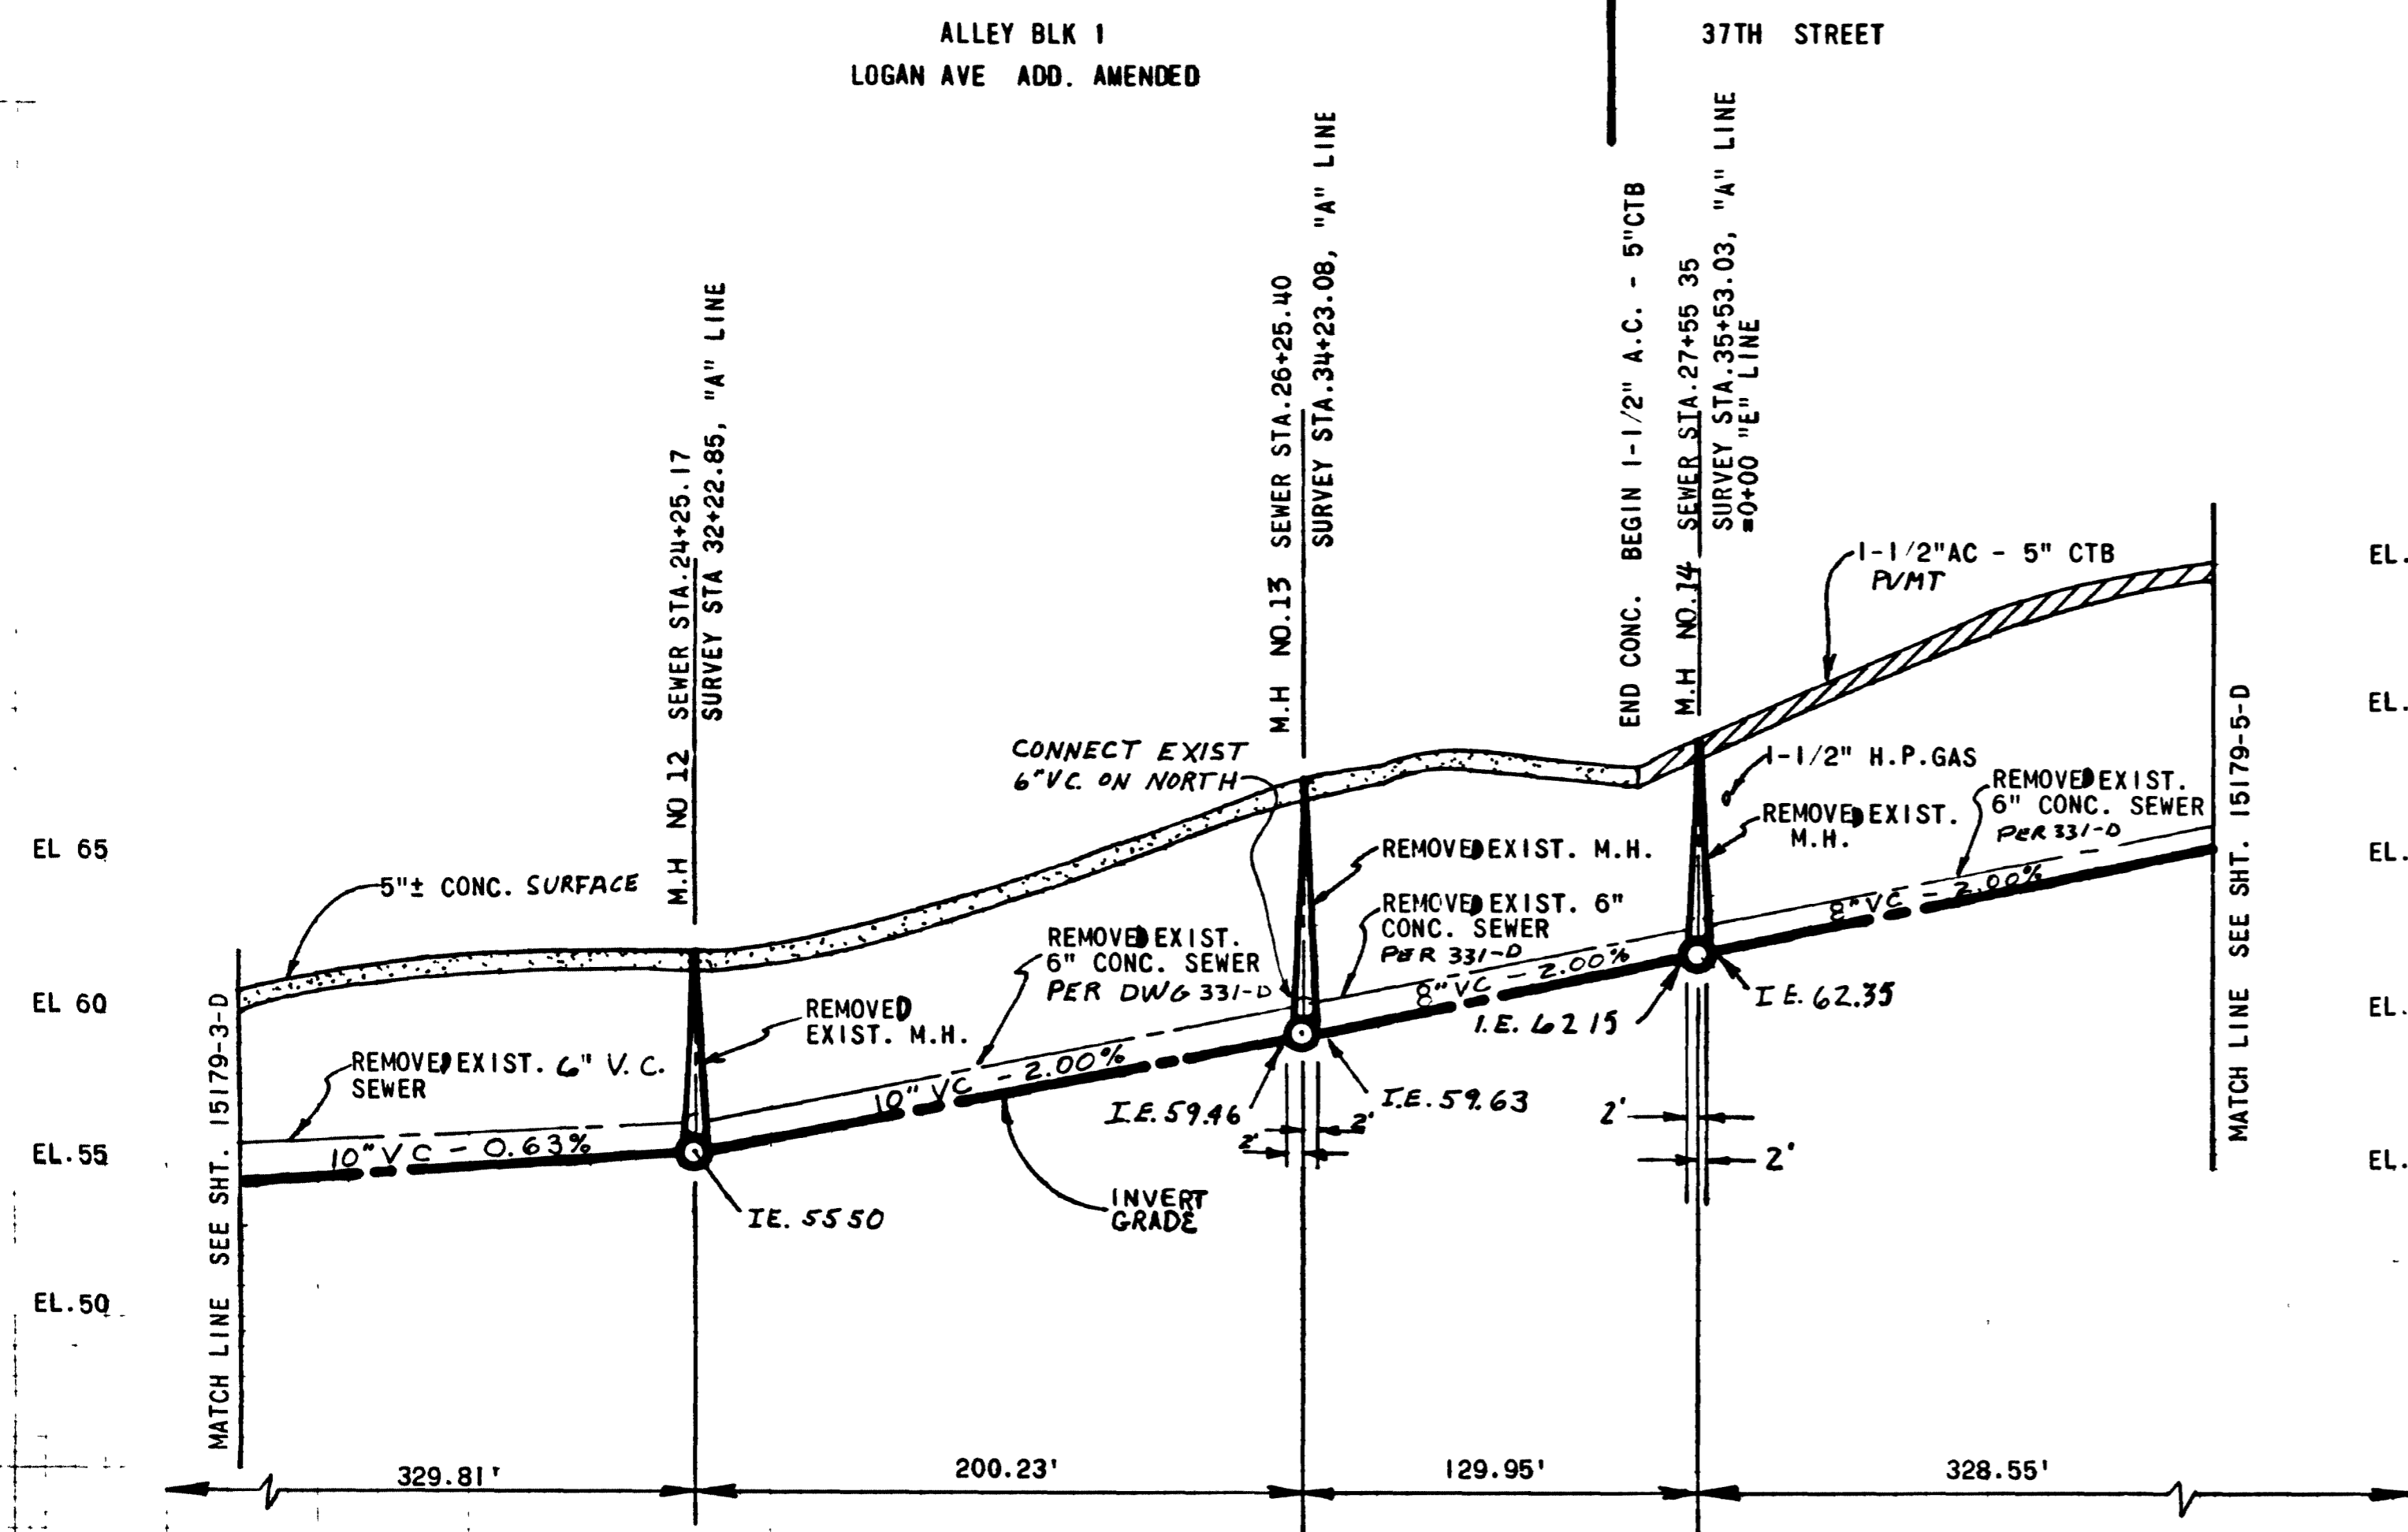 ALLEY BLK 1
LOGAN AVE ADD. AMENDED
37TH STREET
M.H NO 12 SEWER STA.24+25.17
SURVEY STA 32+22.85, "A" LINE
M.H NO.13 SEWER STA.26+25.40
SURVEY STA.34+23.08, "A" LINE
END CONC. BEGIN 1-1/2" A.C. - 5"CTB
M.H NO.14 SEWER STA.27+55 35
SURVEY STA.35+53.03, "A" LINE
=0+00 "E" LINE
1-1/2"AC - 5" CTB
PVMT
EL.
EL.
EL.
EL.
EL.
EL 65
EL 60
EL.55
EL.50
5"± CONC. SURFACE
CONNECT EXIST
6"VC. ON NORTH
1-1/2" H.P.GAS
REMOVED EXIST.
6" CONC. SEWER
PER 331-D
REMOVED EXIST.
M.H.
REMOVED EXIST. M.H.
REMOVED EXIST. 6"
CONC. SEWER
PER 331-D
REMOVED EXIST.
6" CONC. SEWER
PER DWG 331-D
REMOVED
EXIST. M.H.
REMOVED EXIST. 6" V.C.
SEWER
10" VC - 0.63%
10" VC - 2.00%
8" VC - 2.00%
8" VC - 2.00%
I.E. 62.35
I.E. 62 15
I.E. 59.63
I.E. 59.46
I.E. 55 50
2'
2'
2'
2'
INVERT
GRADE
MATCH LINE SEE SHT. 15179-3-D
MATCH LINE SEE SHT. 15179-5-D
329.81'
200.23'
129.95'
328.55'